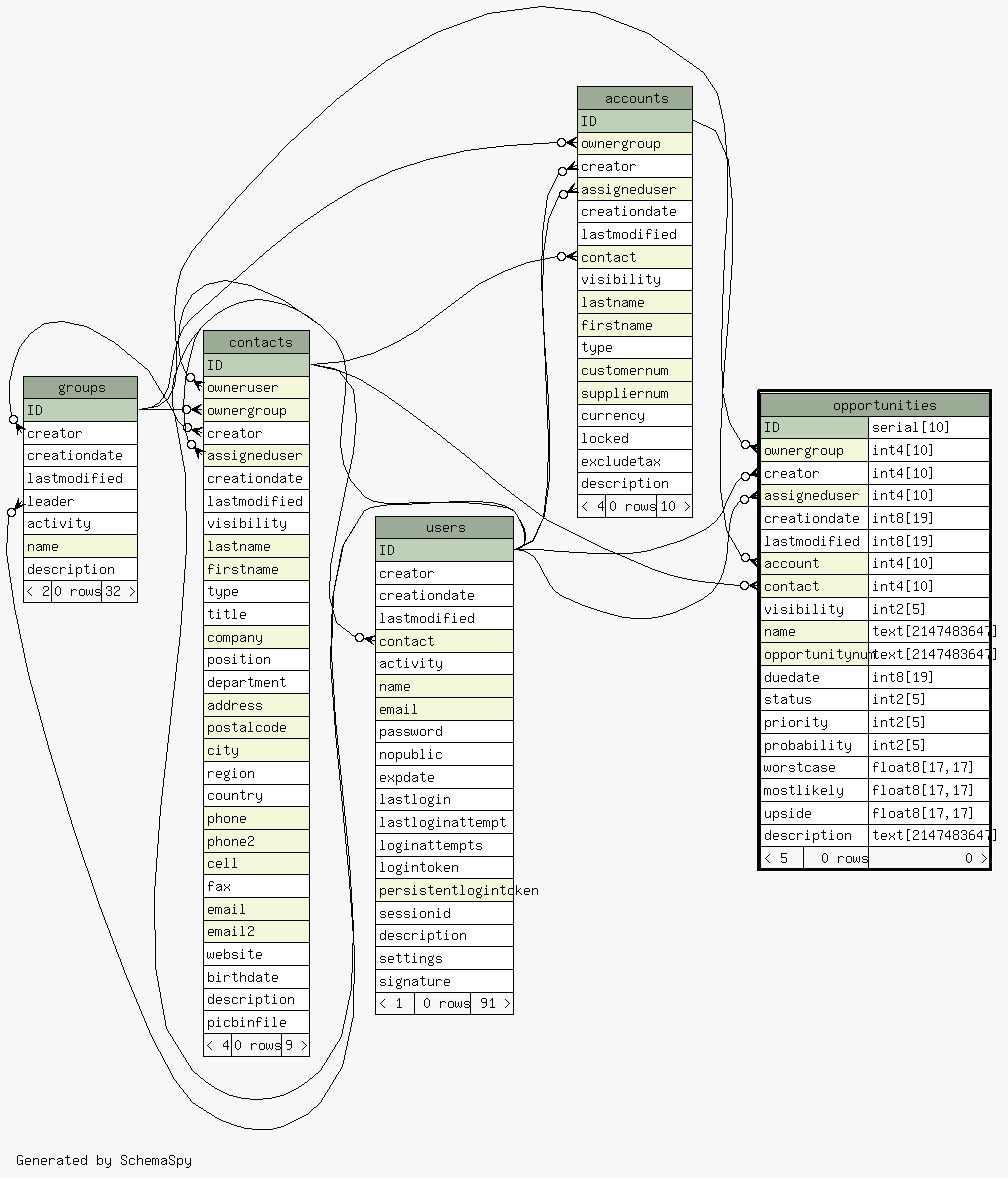 accounts
ID
ownergroup
creator
assigneduser
creationdate
lastmodified
contact
visibility
lastname
firstname
type
customernum
suppliernum
currency
locked
excludetax
description
< 4 0 rows 10 >
contacts
ID
owneruser
ownergroup
creator
assigneduser
creationdate
lastmodified
visibility
lastname
firstname
type
title
company
position
department
address
postalcode
city
region
country
phone
phone2
cell
fax
email
email2
website
birthdate
description
picbinfile
< 4 0 rows 9 >
groups
ID
creator
creationdate
lastmodified
leader
activity
name
description
< 2 0 rows 32 >
opportunities
ID serial[10]
ownergroup int4[10]
creator int4[10]
assigneduser int4[10]
creationdate int8[19]
lastmodified int8[19]
account int4[10]
contact int4[10]
visibility int2[5]
name text[2147483647]
opportunitynum text[2147483647]
duedate int8[19]
status int2[5]
priority int2[5]
probability int2[5]
worstcase float8[17,17]
mostlikely float8[17,17]
upside float8[17,17]
description text[2147483647]
< 5 0 rows 0 >
users
ID
creator
creationdate
lastmodified
contact
activity
name
email
password
nopublic
expdate
lastlogin
lastloginattempt
loginattempts
logintoken
persistentlogintoken
sessionid
description
settings
signature
< 1 0 rows 91 >
Generated by SchemaSpy